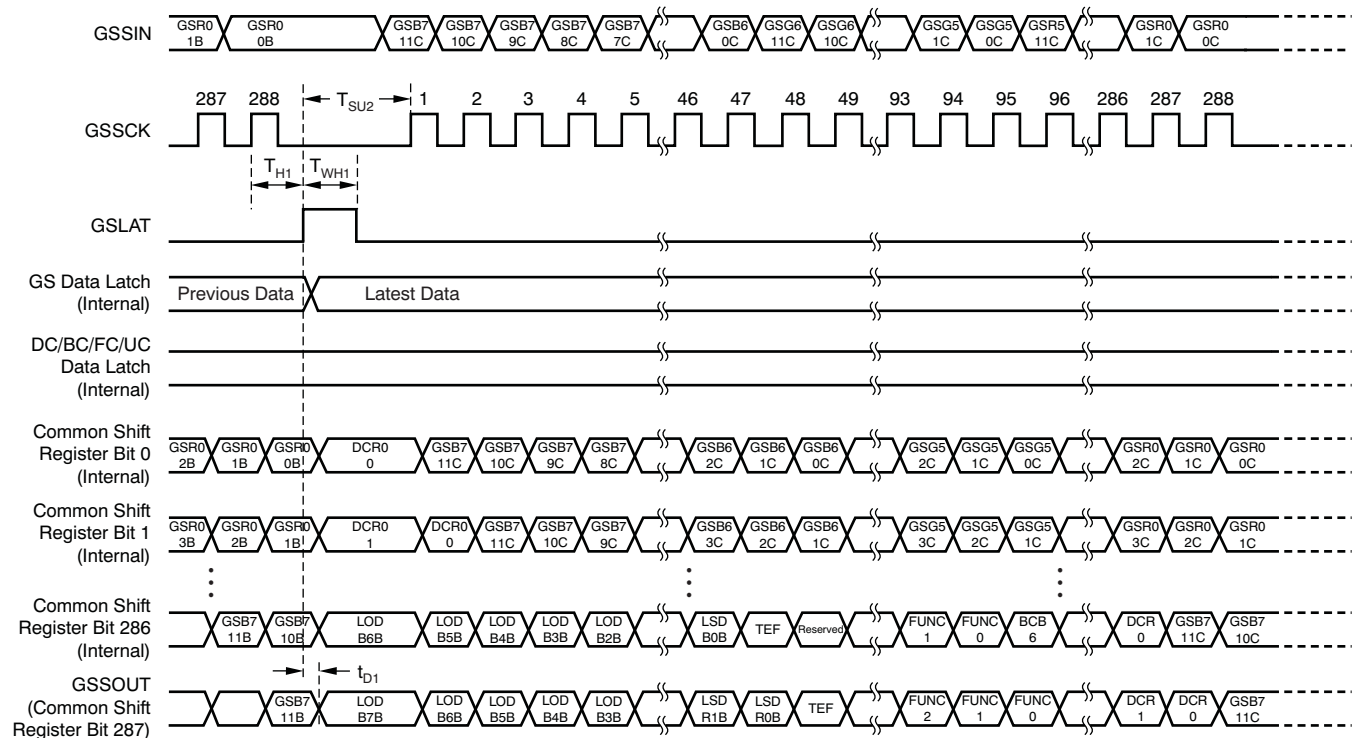 GSSIN
GSR0 1B
GSR0 0B
GSB7 11C
GSB7 10C
GSB7 9C
GSB7 8C
GSB7 7C
GSB6 0C
GSG6 11C
GSG6 10C
GSG5 1C
GSG5 0C
GSR5 11C
GSR0 1C
GSR0 0C
GSSCK
287 288 TSU2 1 2 3 4 5 46 47 48 49 93 94 95 96 286 287 288
TH1 TWH1
GSLAT
GS Data Latch
(Internal)
Previous Data
Latest Data
DC/BC/FC/UC
Data Latch
(Internal)
Common Shift
Register Bit 0
(Internal)
GSR0 2B
GSR0 1B
GSR0 0B
DCR0 0
GSB7 11C
GSB7 10C
GSB7 9C
GSB7 8C
GSB6 2C
GSB6 1C
GSB6 0C
GSG5 2C
GSG5 1C
GSG5 0C
GSR0 2C
GSR0 1C
GSR0 0C
Common Shift
Register Bit 1
(Internal)
GSR0 3B
GSR0 2B
GSR0 1B
DCR0 1
DCR0 0
GSB7 11C
GSB7 10C
GSB7 9C
GSB6 3C
GSB6 2C
GSB6 1C
GSG5 3C
GSG5 2C
GSG5 1C
GSR0 3C
GSR0 2C
GSR0 1C
Common Shift
Register Bit 286
(Internal)
GSB7 11B
GSB7 10B
LOD B6B
LOD B5B
LOD B4B
LOD B3B
LOD B2B
LSD B0B
TEF
Reserved
FUNC 1
FUNC 0
BCB 6
DCR 0
GSB7 11C
GSB7 10C
tD1
GSSOUT
(Common Shift
Register Bit 287)
GSB7 11B
LOD B7B
LOD B6B
LOD B5B
LOD B4B
LOD B3B
LSD R1B
LSD R0B
TEF
FUNC 2
FUNC 1
FUNC 0
DCR 1
DCR 0
GSB7 11C